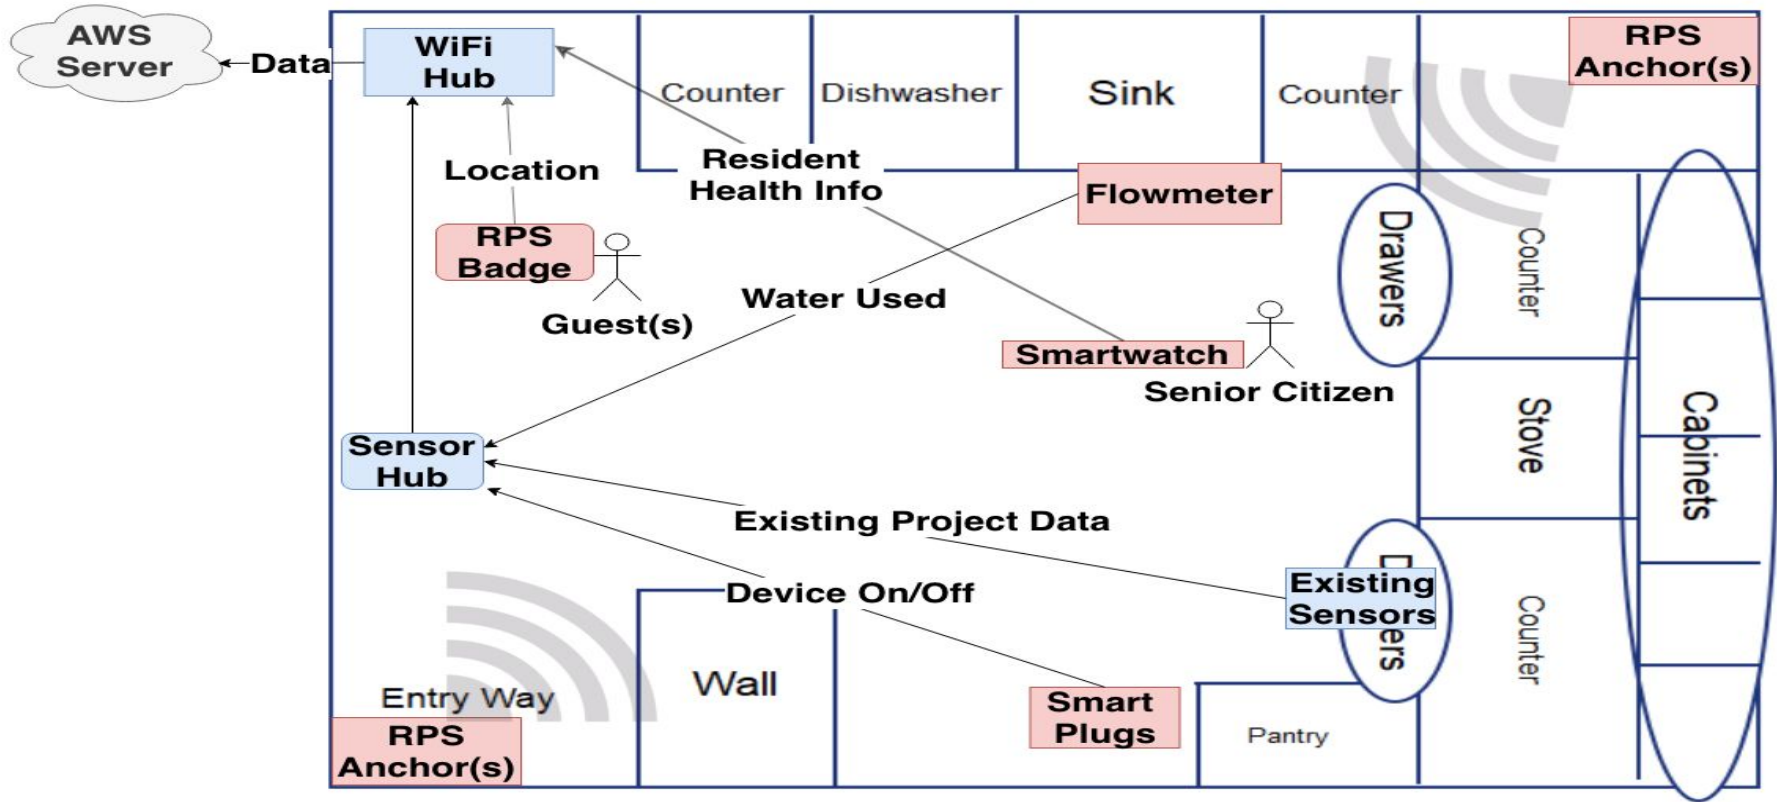 AWS
Server
Data
WiFi
Hub
Counter
Dishwasher
Sink
Counter
RPS
Anchor(s)
Location
Resident
Health Info
Flowmeter
RPS
Badge
Guest(s)
Water Used
Drawers
Counter
Smartwatch
Senior Citizen
Sensor
Hub
Stove
Cabinets
Existing Project Data
Existing
Sensors
Device On/Off
Counter
Entry Way
Wall
Smart
Plugs
Pantry
RPS
Anchor(s)